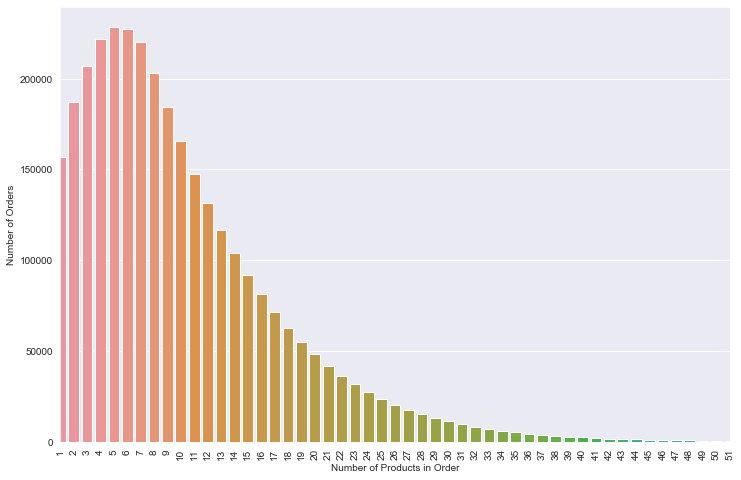 200000
150000
100000
50000
0
Number of Orders
1 2 3 4 5 6 7 8 9 10 11 12 13 14 15 16 17 18 19 20 21 22 23 24 25 26 27 28 29 30 31 32 33 34 35 36 37 38 39 40 41 42 43 44 45 46 47 48 49 50 51
Number of Products in Order